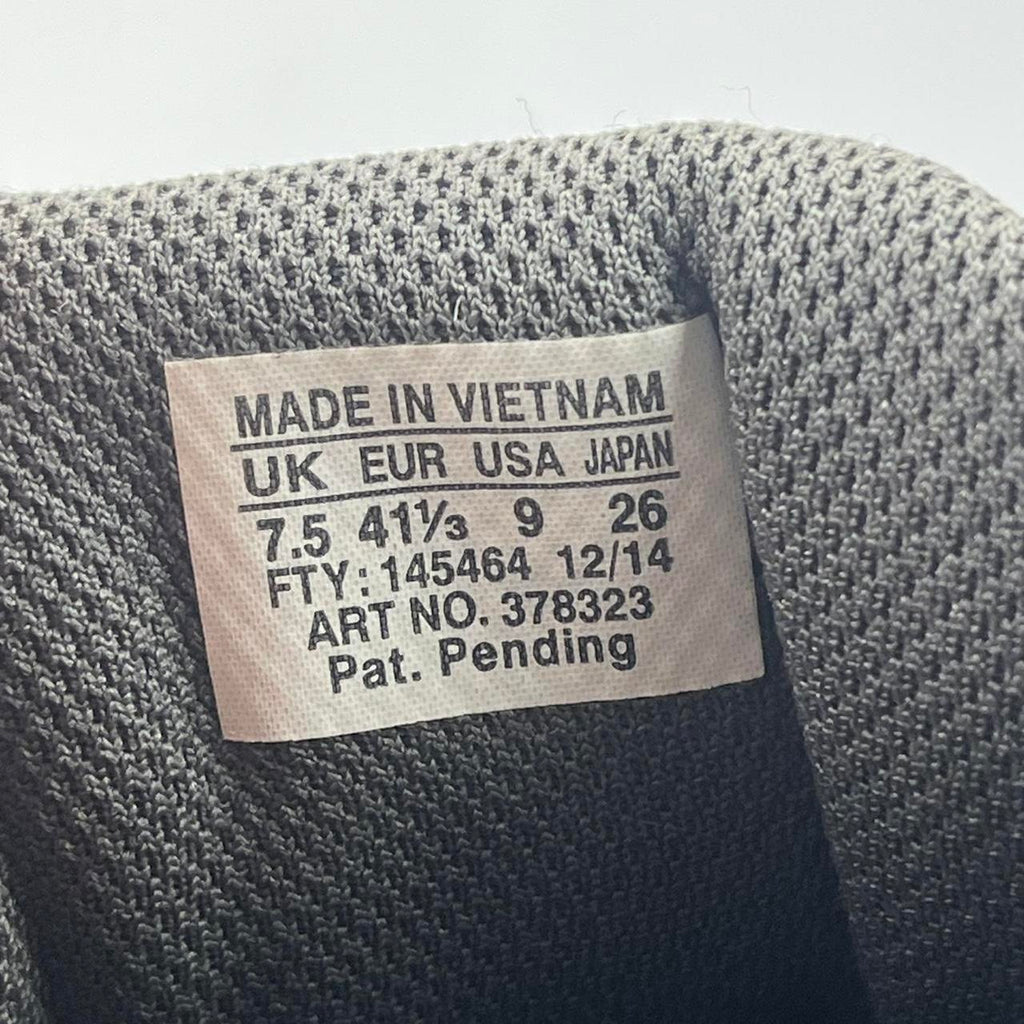 MADE IN VIETNAM
UK EUR USA JAPAN
7.5 41⅓ 9 26
FTY: 145464 12/14
ART NO. 378323
Pat. Pending